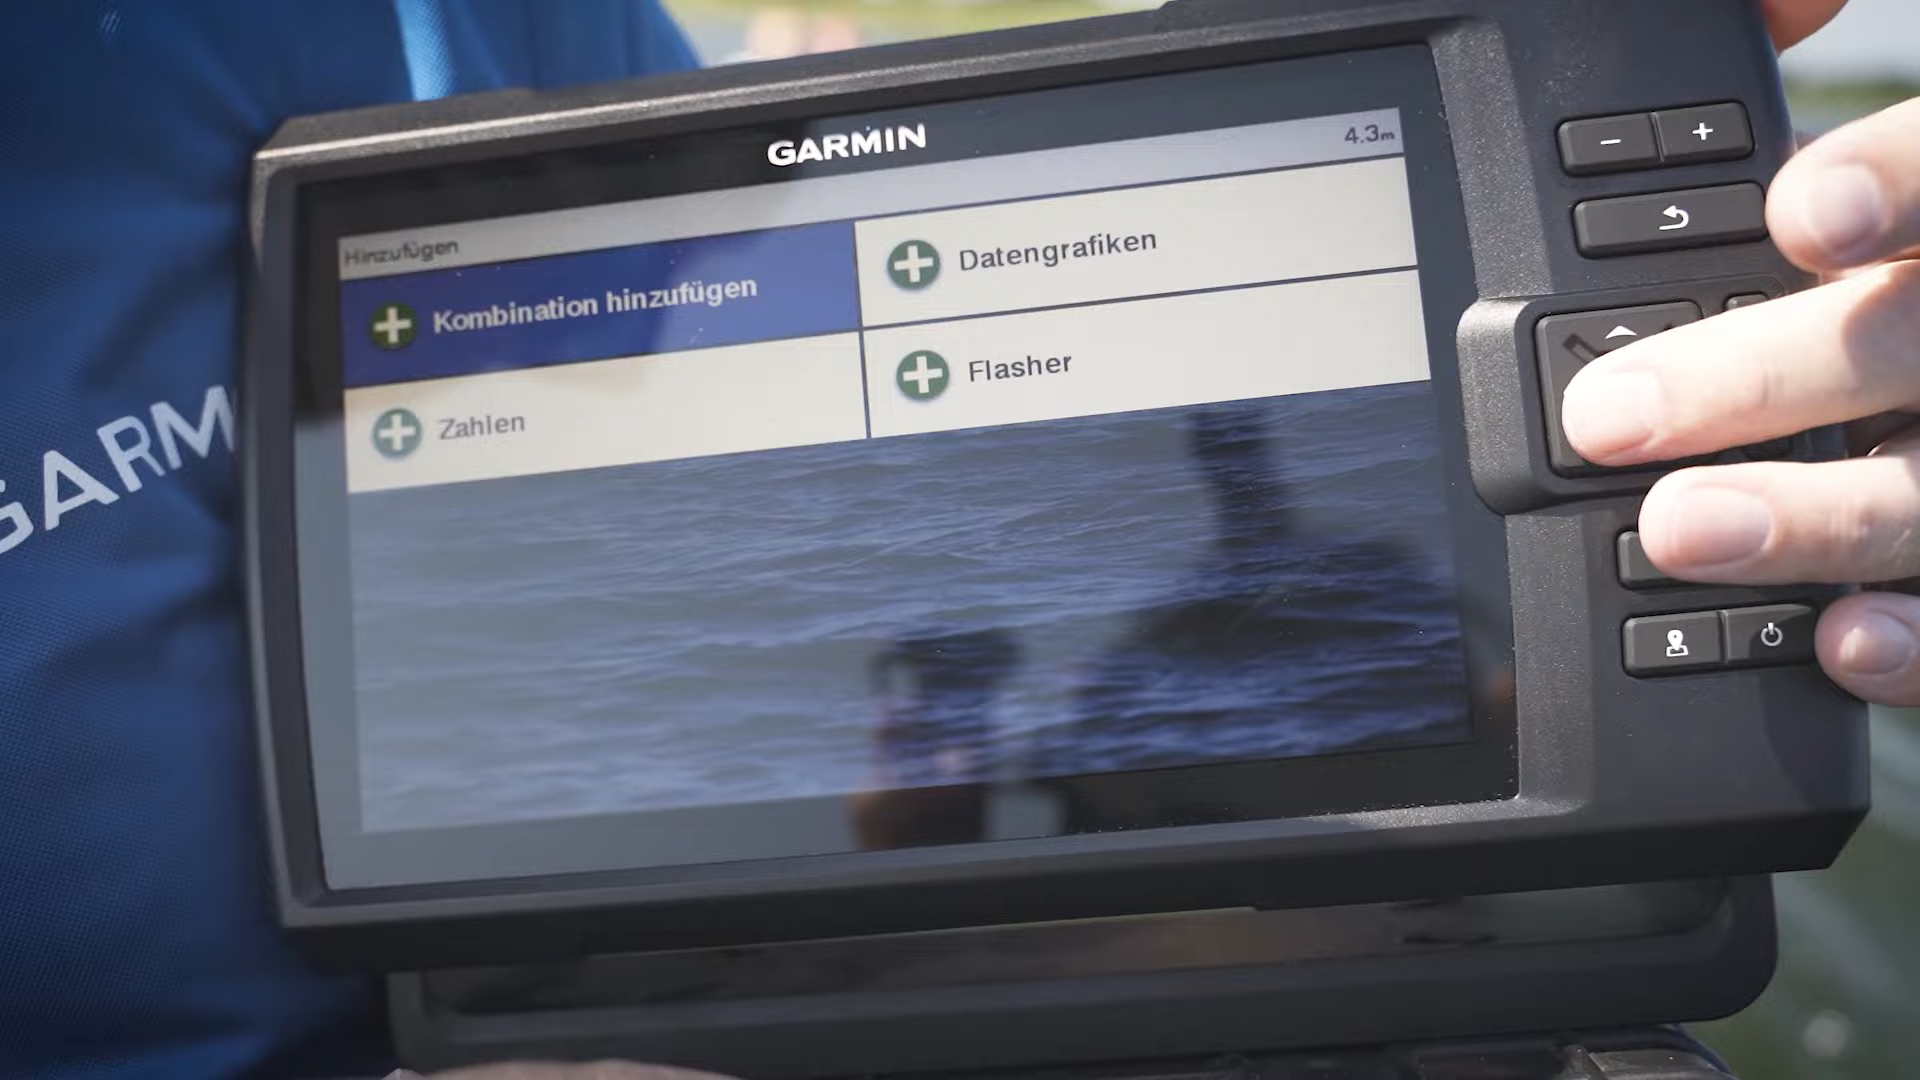 GARMIN
4.3m
Hinzufügen
Kombination hinzufügen
Datengrafiken
Zahlen
Flasher
GARM